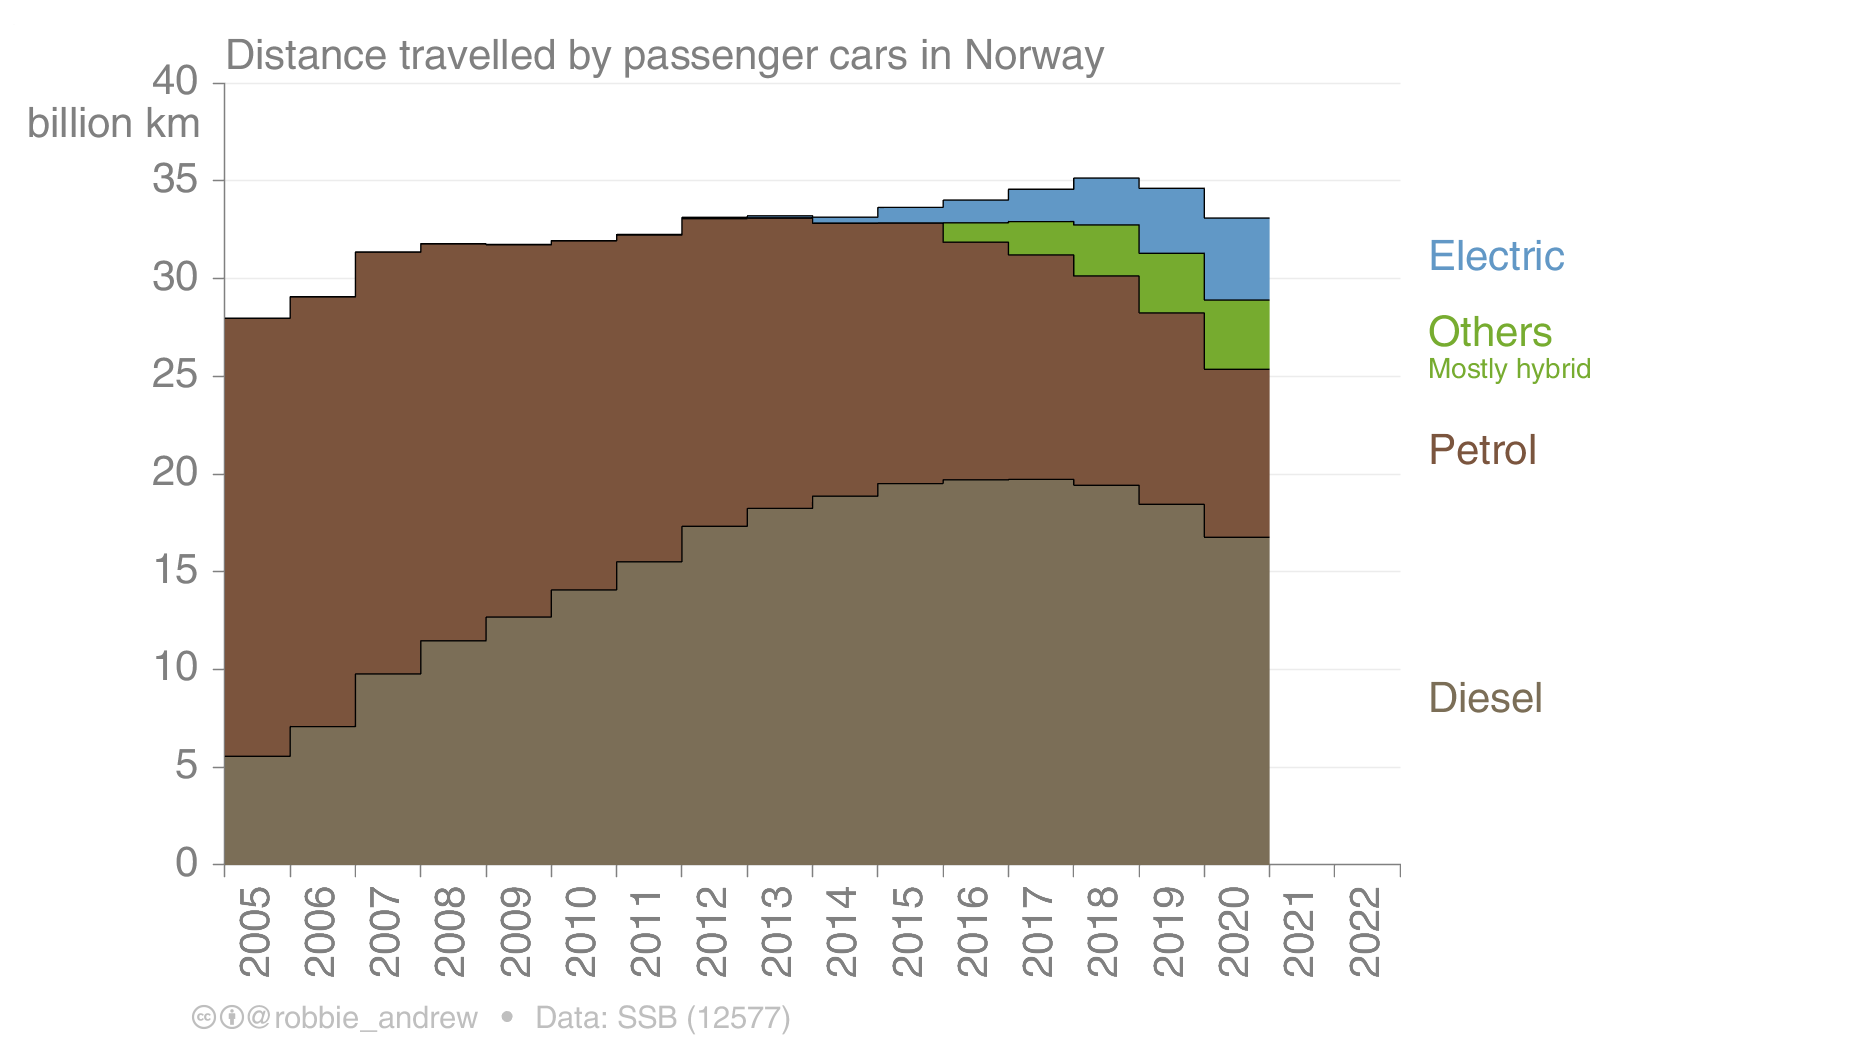 Distance travelled by passenger cars in Norway
40
billion km
35
30
25
20
15
10
5
0
Electric
Others
Mostly hybrid
Petrol
Diesel
2005 2006 2007 2008 2009 2010 2011 2012 2013 2014 2015 2016 2017 2018 2019 2020 2021 2022
cc @robbie_andrew • Data: SSB (12577)